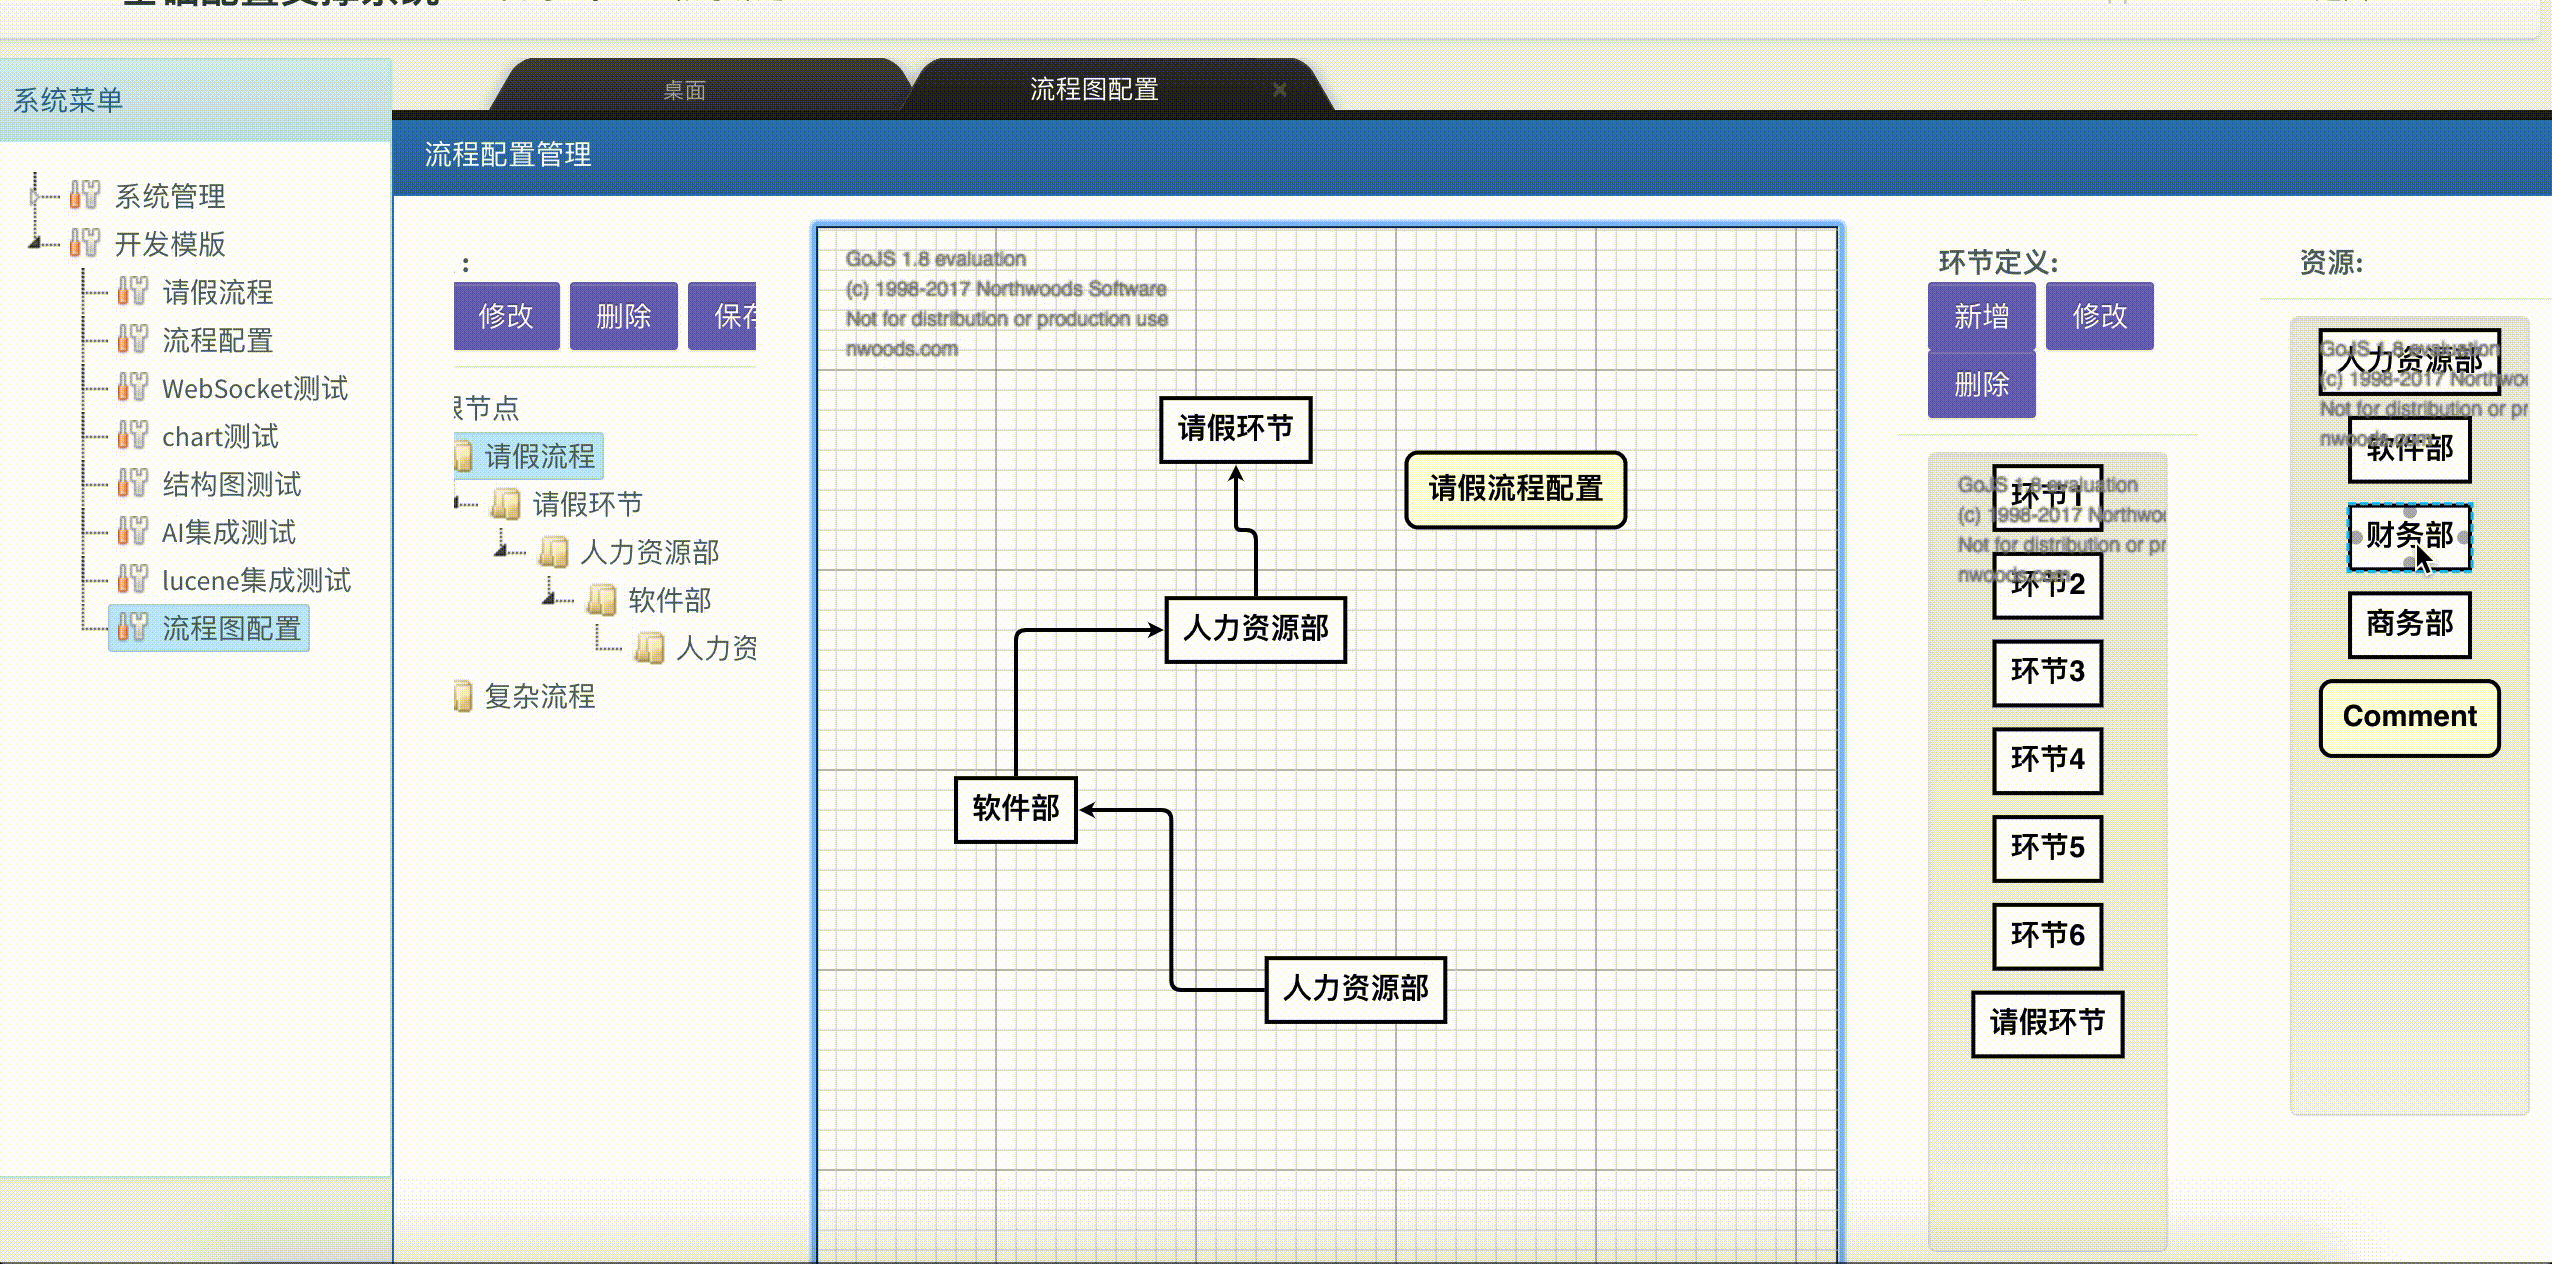 系统菜单
系统管理
开发模版
请假流程
流程配置
WebSocket测试
chart测试
结构图测试
AI集成测试
lucene集成测试
流程图配置
桌面
流程图配置
×
流程配置管理
:
修改
删除
保存
节点
请假流程
请假环节
人力资源部
软件部
人力资
复杂流程
GoJS 1.8 evaluation
(c) 1998-2017 Northwoods Software
Not for distribution or production use
nwoods.com
请假环节
请假流程配置
人力资源部
软件部
人力资源部
环节定义:
新增
修改
删除
GoJS 1.8 evaluation
(c) 1998-2017 Northwoo
Not for distribution or pr
nwoods.com
环节1
环节2
环节3
环节4
环节5
环节6
请假环节
资源:
GoJS 1.8 evaluation
(c) 1998-2017 Northwoo
Not for distribution or pr
nwoods.com
人力资源部
软件部
财务部
商务部
Comment